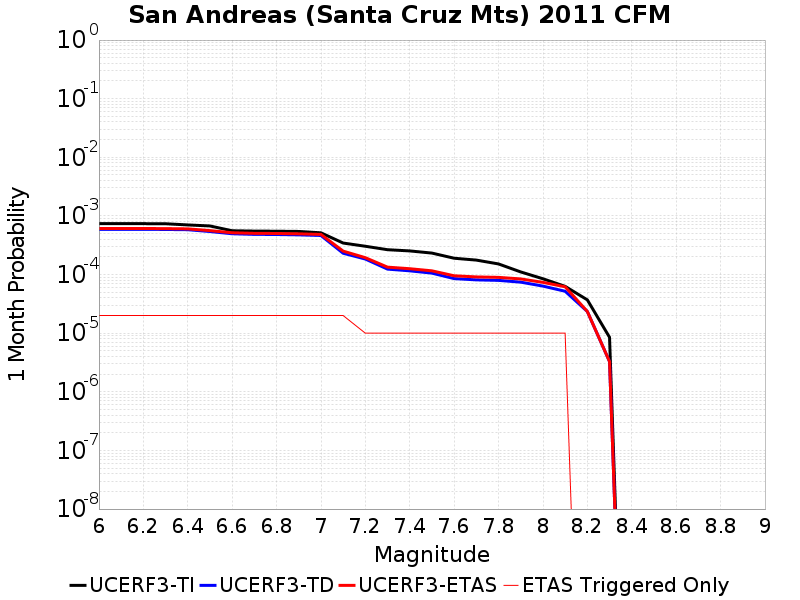 San Andreas (Santa Cruz Mts) 2011 CFM
1 Month Probability
10^0
10^-1
10^-2
10^-3
10^-4
10^-5
10^-6
10^-7
10^-8
6 6.2 6.4 6.6 6.8 7 7.2 7.4 7.6 7.8 8 8.2 8.4 8.6 8.8 9
Magnitude
UCERF3-TI UCERF3-TD UCERF3-ETAS ETAS Triggered Only